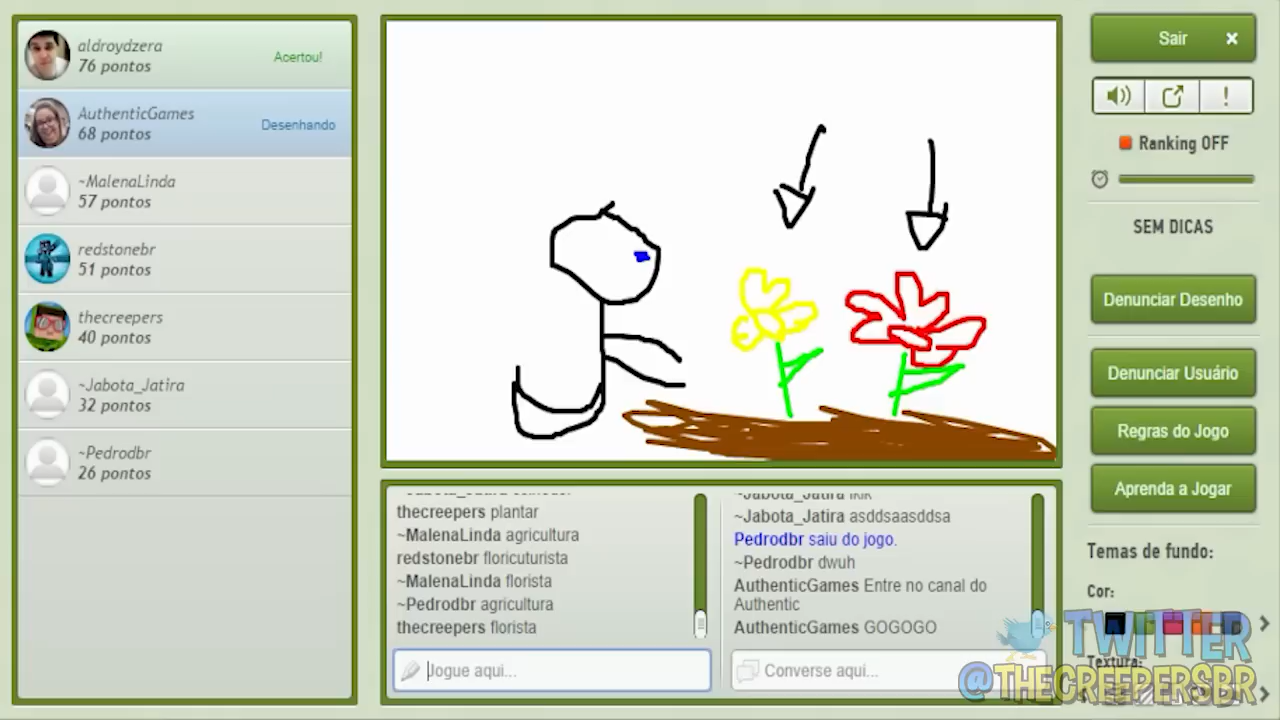 aldroydzera
76 pontos
Acertou!
AuthenticGames
68 pontos
Desenhando
~MalenaLinda
57 pontos
redstonebr
51 pontos
thecreepers
40 pontos
~Jabota_Jatira
32 pontos
~Pedrodbr
26 pontos
thecreepers plantar
~MalenaLinda agricultura
redstonebr floricuturista
~MalenaLinda florista
~Pedrodbr agricultura
thecreepers florista
Jogue aqui...
~Jabota_Jatira
~Jabota_Jatira asddsaasddsa
Pedrodbr saiu do jogo.
~Pedrodbr dwuh
AuthenticGames Entre no canal do
Authentic
AuthenticGames GOGOGO
Converse aqui...
Sair
Ranking OFF
SEM DICAS
Denunciar Desenho
Denunciar Usuário
Regras do Jogo
Aprenda a Jogar
Temas de fundo:
Cor:
Textura:
TWITTER
@THECREEPERSBR